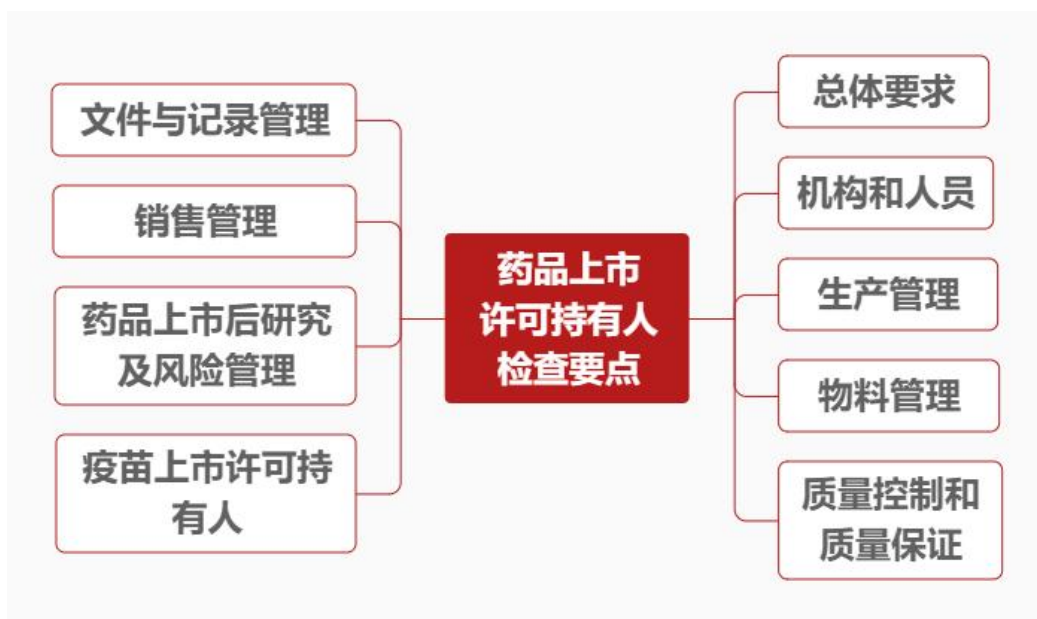 药品上市
许可持有人
检查要点
总体要求
机构和人员
生产管理
物料管理
质量控制和
质量保证
文件与记录管理
销售管理
药品上市后研究
及风险管理
疫苗上市许可持
有人